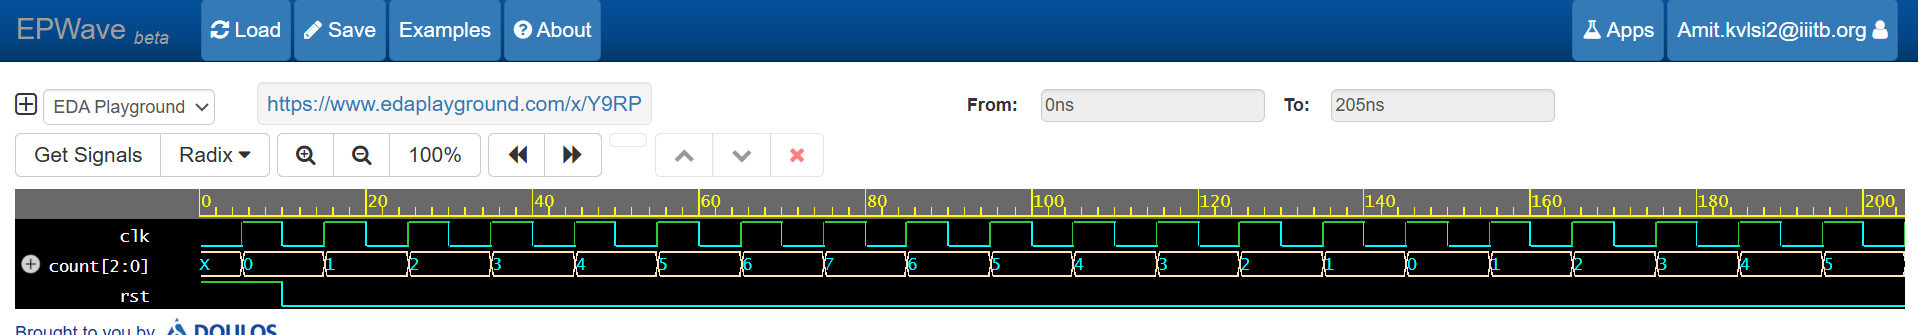 EPWave beta Load Save Examples About Apps Amit.kvlsi2@iiitb.org
EDA Playground https://www.edaplayground.com/x/Y9RP From: 0ns To: 205ns
Get Signals Radix 100%
0 20 40 60 80 100 120 140 160 180 200
clk
count[2:0] X 0 1 2 3 4 5 6 7 6 5 4 3 2 1 0 1 2 3 4 5
rst
Brought to you by DOULOS